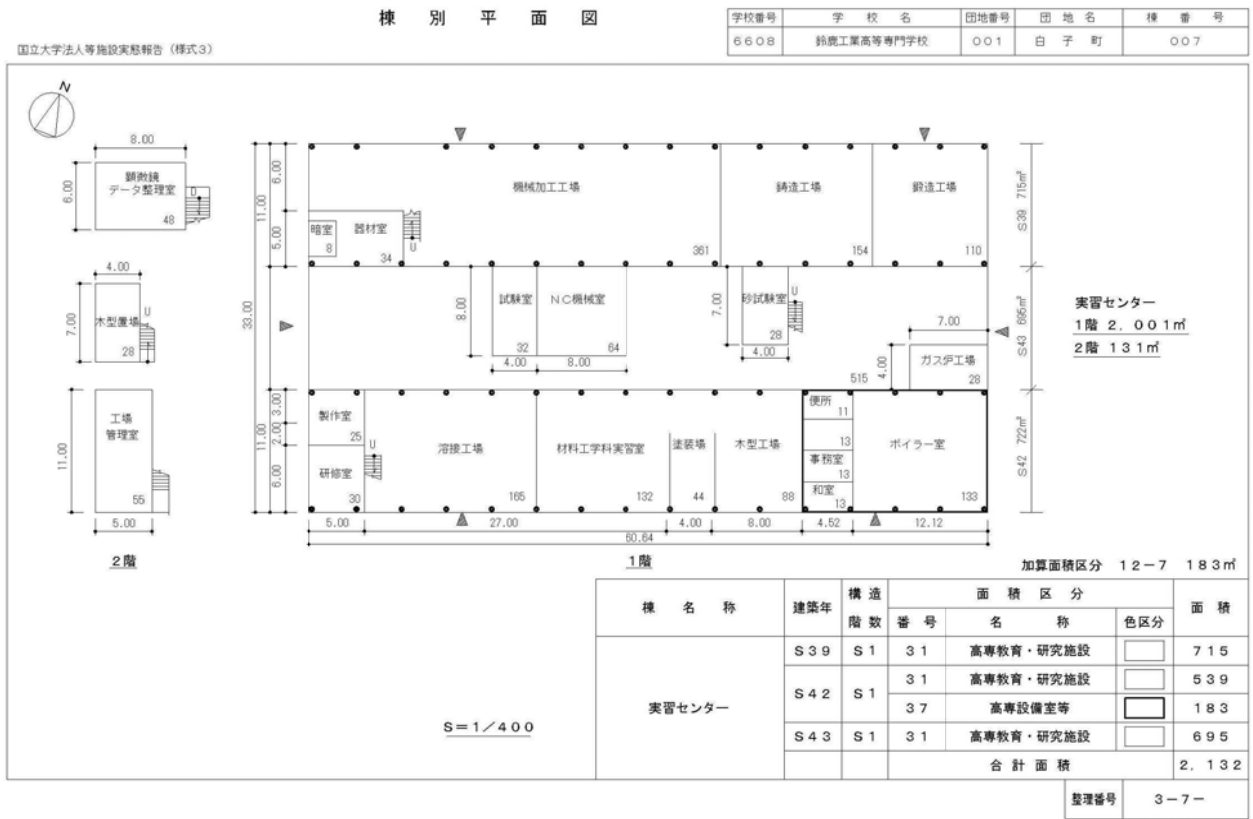 棟 別 平 面 図
国立大学法人等施設実態報告（様式３）
学校番号 学 校 名 団地番号 団 地 名 棟 番 号
６６０８ 鈴鹿工業高等専門学校 ００１ 白 子 町 ００７
N
8.00
6.00
顕微鏡
データ整理室
48
D
4.00
7.00
木型置場
28
U
11.00
工場
管理室
55
5.00
２階
33.00
11.00
6.00
5.00
機械加工工場
361
鋳造工場
154
鍛造工場
110
暗室
8
器材室
34
U
S39 715㎡
8.00
試験室
32
ＮＣ機械室
64
4.00
8.00
7.00
砂試験室
28
U
4.00
7.00
4.00
ガス炉工場
28
515
S43 695㎡
11.00
3.00
2.00
6.00
製作室
25
研修室
30
U
溶接工場
165
材料工学科実習室
132
塗装場
44
木型工場
88
便所
11
13
事務室
13
和室
13
ボイラー室
133
S42 722㎡
5.00
27.00
4.00
8.00
4.52
12.12
60.64
１階
実習センター
１階 ２，００１㎡
２階 １３１㎡
加算面積区分 １２－７ １８３㎡
棟 名 称 建築年 構 造 階 数 面 積 区 分 面 積
番 号 名 称 色区分
実習センター
Ｓ３９ Ｓ１ ３１ 高専教育・研究施設 ７１５
Ｓ４２ Ｓ１ ３１ 高専教育・研究施設 ５３９
３７ 高専設備室等 １８３
Ｓ４３ Ｓ１ ３１ 高専教育・研究施設 ６９５
合 計 面 積 ２，１３２
Ｓ＝１／４００
整理番号 ３－７－